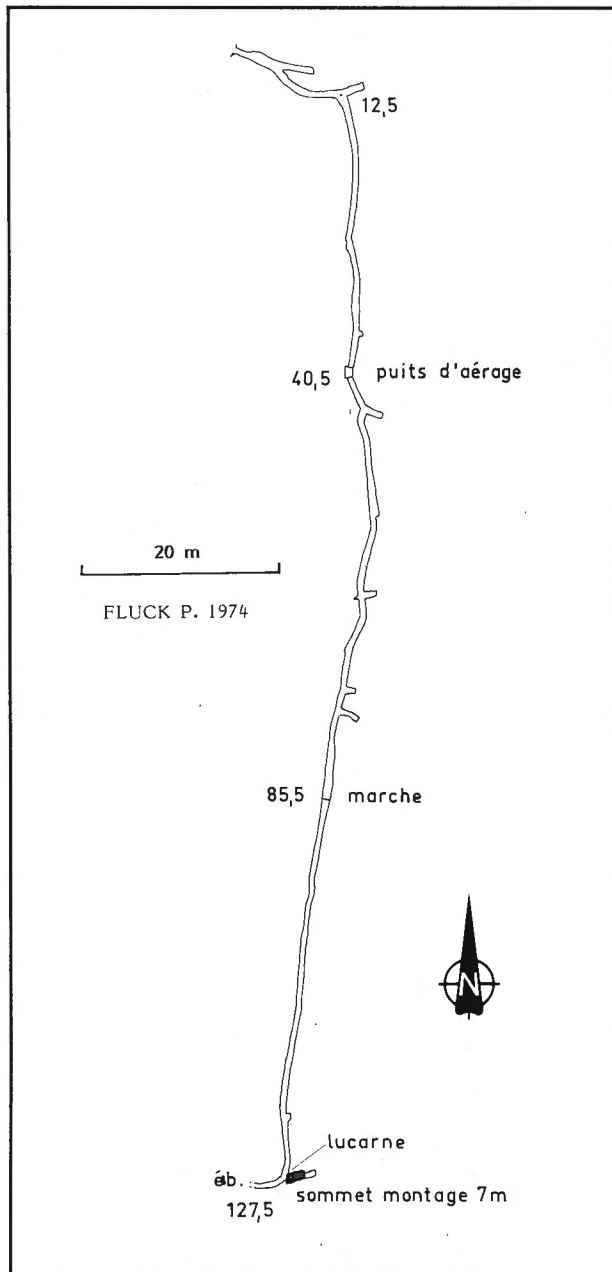 12,5
40,5 puits d'aérage
20 m
FLUCK P. 1974
85,5 marche
N
lucarne
éb.
sommet montage 7m
127,5